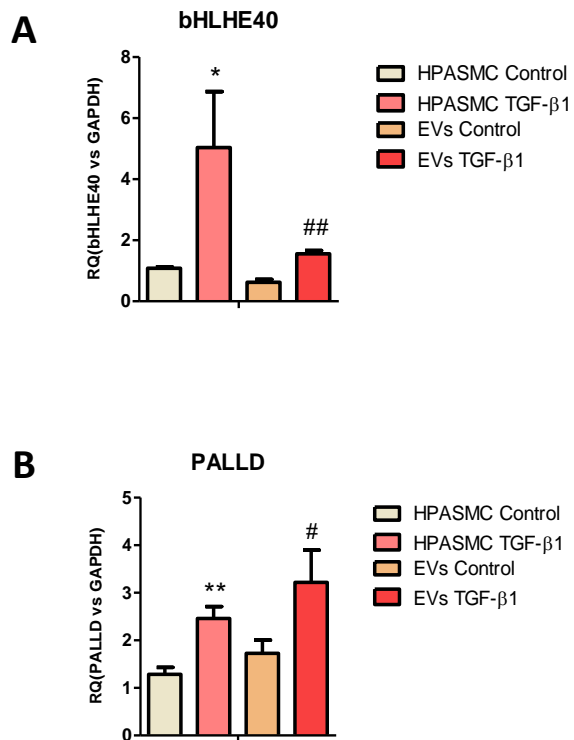 A
bHLHE40
RQ(bHLHE40 vs GAPDH)
8
6
4
2
0
*
##
HPASMC Control
HPASMC TGF-β1
EVs Control
EVs TGF-β1
B
PALLD
RQ(PALLD vs GAPDH)
5
4
3
2
1
0
**
#
HPASMC Control
HPASMC TGF-β1
EVs Control
EVs TGF-β1